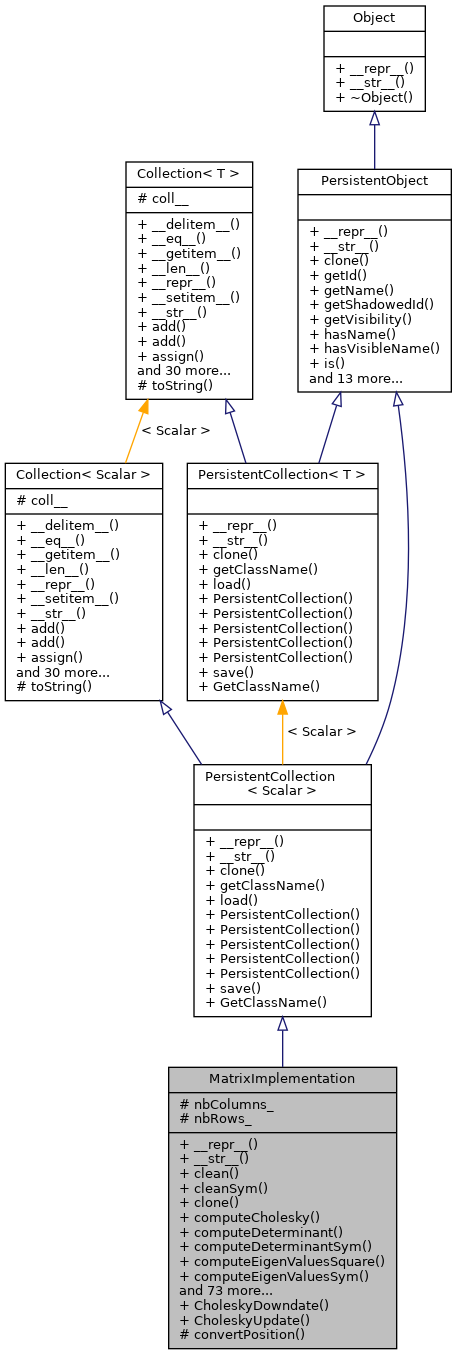 Object
+ __repr__()
+ __str__()
+ ~Object()
Collection< T >
# coll__
+ __delitem__()
+ __eq__()
+ __getitem__()
+ __len__()
+ __repr__()
+ __setitem__()
+ __str__()
+ add()
+ add()
+ assign()
and 30 more...
# toString()
PersistentObject
+ __repr__()
+ __str__()
+ clone()
+ getId()
+ getName()
+ getShadowedId()
+ getVisibility()
+ hasName()
+ hasVisibleName()
+ is()
and 13 more...
< Scalar >
Collection< Scalar >
# coll__
+ __delitem__()
+ __eq__()
+ __getitem__()
+ __len__()
+ __repr__()
+ __setitem__()
+ __str__()
+ add()
+ add()
+ assign()
and 30 more...
# toString()
PersistentCollection< T >
+ __repr__()
+ __str__()
+ clone()
+ getClassName()
+ load()
+ PersistentCollection()
+ PersistentCollection()
+ PersistentCollection()
+ PersistentCollection()
+ PersistentCollection()
+ save()
+ GetClassName()
< Scalar >
PersistentCollection
< Scalar >
+ __repr__()
+ __str__()
+ clone()
+ getClassName()
+ load()
+ PersistentCollection()
+ PersistentCollection()
+ PersistentCollection()
+ PersistentCollection()
+ PersistentCollection()
+ save()
+ GetClassName()
MatrixImplementation
# nbColumns_
# nbRows_
+ __repr__()
+ __str__()
+ clean()
+ cleanSym()
+ clone()
+ computeCholesky()
+ computeDeterminant()
+ computeDeterminantSym()
+ computeEigenValuesSquare()
+ computeEigenValuesSym()
and 73 more...
+ CholeskyDowndate()
+ CholeskyUpdate()
# convertPosition()